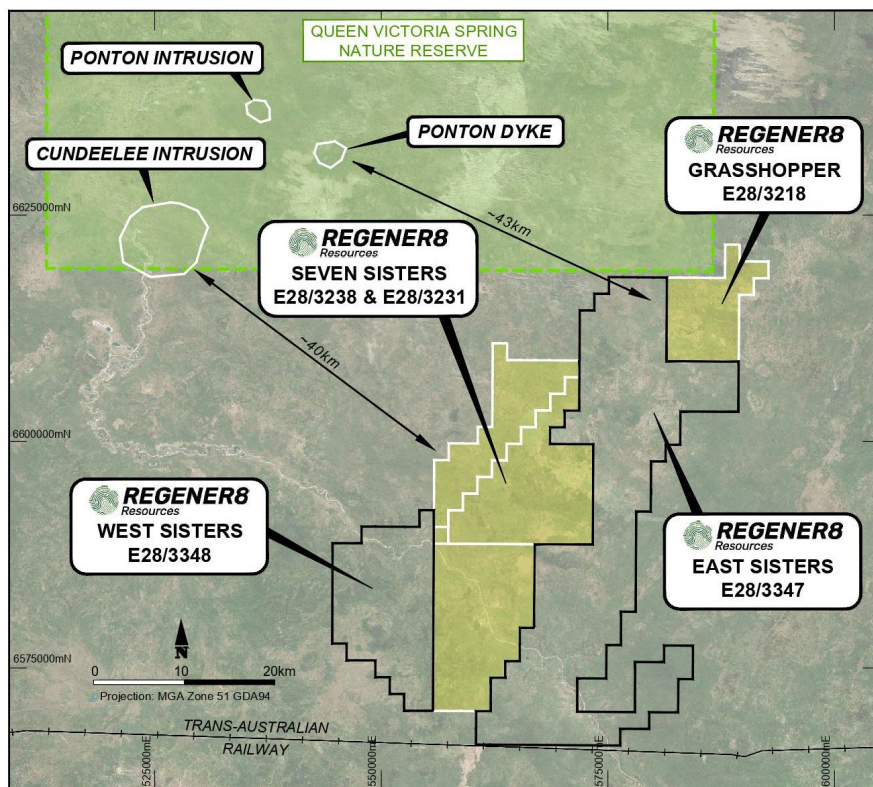 QUEEN VICTORIA SPRING
NATURE RESERVE
PONTON INTRUSION
PONTON DYKE
CUNDEELEE INTRUSION
REGENER8
Resources
GRASSHOPPER
E28/3218
6625000mN
~43km
REGENER8
Resources
SEVEN SISTERS
E28/3238 & E28/3231
~40km
6600000mN
REGENER8
Resources
WEST SISTERS
E28/3348
REGENER8
Resources
EAST SISTERS
E28/3347
N
6575000mN
0 10 20km
Projection: MGA Zone 51 GDA94
TRANS-AUSTRALIAN
RAILWAY
525000mE
550000mE
575000mE
600000mE